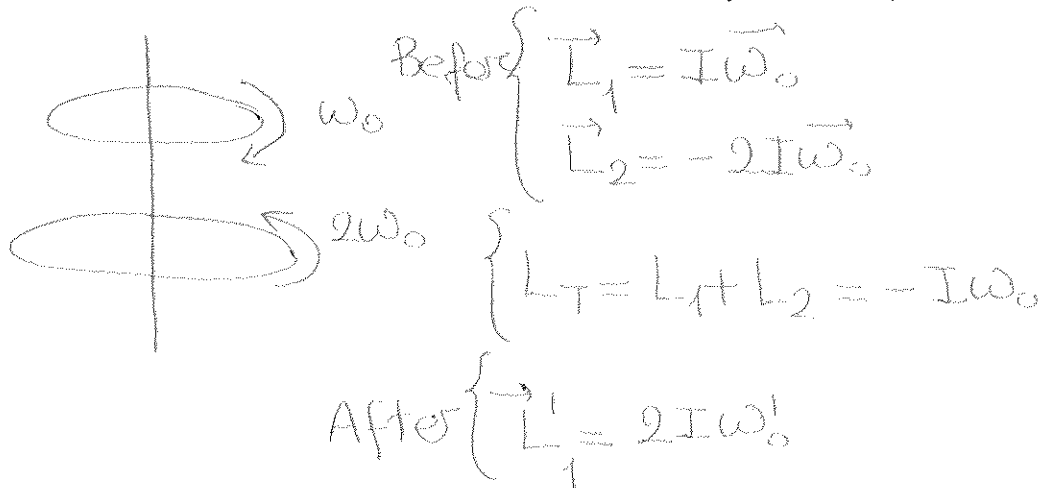 Before { L⃗₁ = Iω⃗₀
ω₀
L⃗₂ = - 2Iω⃗₀
2ω₀
{ L_T = L₁ + L₂ = - Iω₀
After { L⃗'₁ = 2Iω'₀